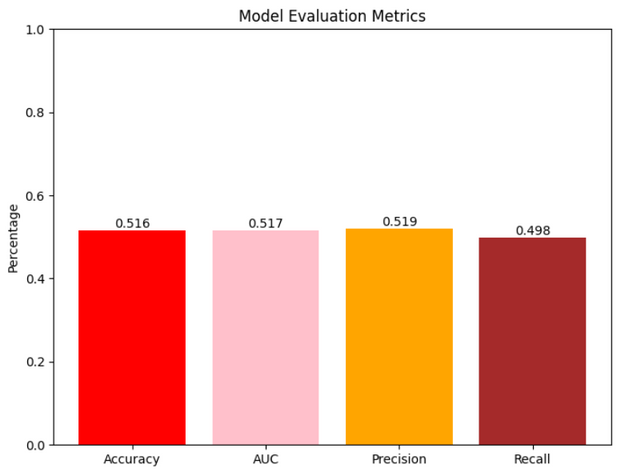 Model Evaluation Metrics
Percentage
1.0
0.8
0.6
0.4
0.2
0.0
0.516
0.517
0.519
0.498
Accuracy
AUC
Precision
Recall